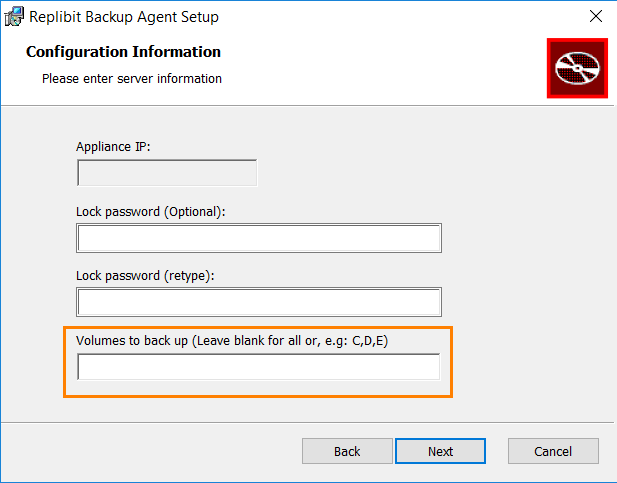 Replibit Backup Agent Setup
Configuration Information
Please enter server information
Appliance IP:
Lock password (Optional):
Lock password (retype):
Volumes to back up (Leave blank for all or, e.g: C,D,E)
Back Next Cancel